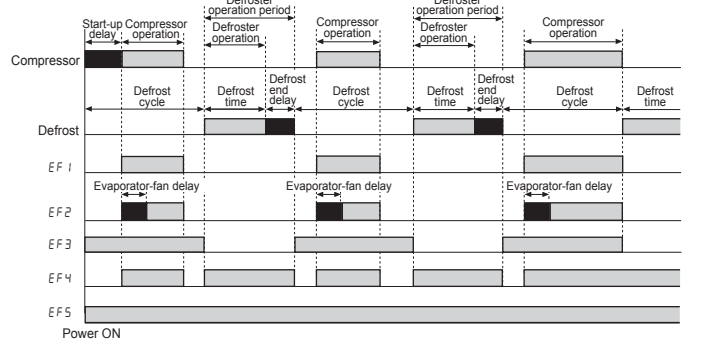 Defroster
operation period
Defroster
operation period
Start-up
delay
Compressor
operation
Defroster
operation
Compressor
operation
Defroster
operation
Compressor
operation
Compressor
Defrost
cycle
Defrost
time
Defrost
end
delay
Defrost
cycle
Defrost
time
Defrost
end
delay
Defrost
cycle
Defrost
time
Defrost
EF1
Evaporator-fan delay
Evaporator-fan delay
Evaporator-fan delay
EF2
EF3
EF4
EF5
Power ON